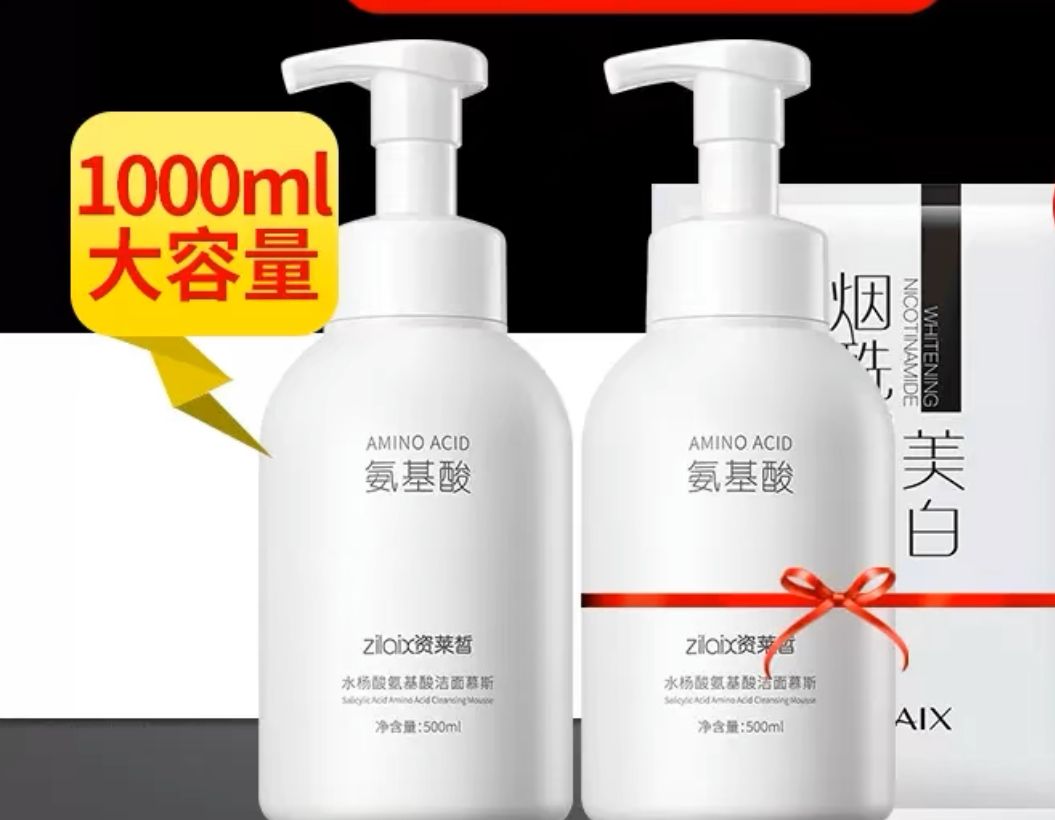 1000ml
大容量
AMINO ACID
氨基酸
zilaix资莱皙
水杨酸氨基酸洁面慕斯
Salicylic Acid Amino Acid Cleansing Mousse
净含量:500ml
AMINO ACID
氨基酸
zilaix资莱皙
水杨酸氨基酸洁面慕斯
Salicylic Acid Amino Acid Cleansing Mousse
净含量:500ml
烟酰
NICOTINAMIDE
WHITENING
美白
AIX